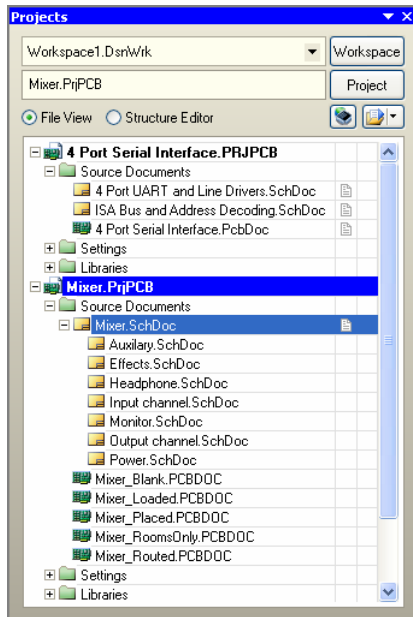 Projects
Workspace1.DsnWrk
Workspace
Mixer.PrjPCB
Project
File View Structure Editor
4 Port Serial Interface.PRJPCB
Source Documents
4 Port UART and Line Drivers.SchDoc
ISA Bus and Address Decoding.SchDoc
4 Port Serial Interface.PcbDoc
Settings
Libraries
Mixer.PrjPCB
Source Documents
Mixer.SchDoc
Auxilary.SchDoc
Effects.SchDoc
Headphone.SchDoc
Input channel.SchDoc
Monitor.SchDoc
Output channel.SchDoc
Power.SchDoc
Mixer_Blank.PCBDOC
Mixer_Loaded.PCBDOC
Mixer_Placed.PCBDOC
Mixer_RoomsOnly.PCBDOC
Mixer_Routed.PCBDOC
Settings
Libraries